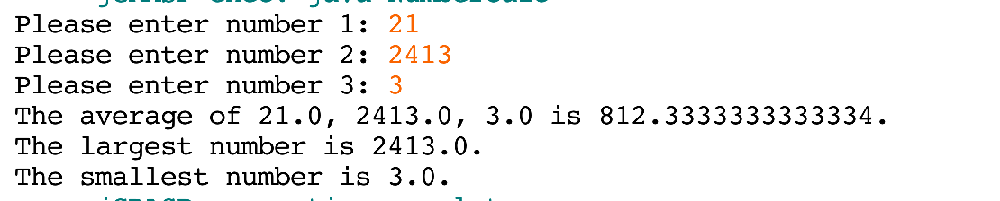 Please enter number 1: 21
Please enter number 2: 2413
Please enter number 3: 3
The average of 21.0, 2413.0, 3.0 is 812.3333333333334.
The largest number is 2413.0.
The smallest number is 3.0.